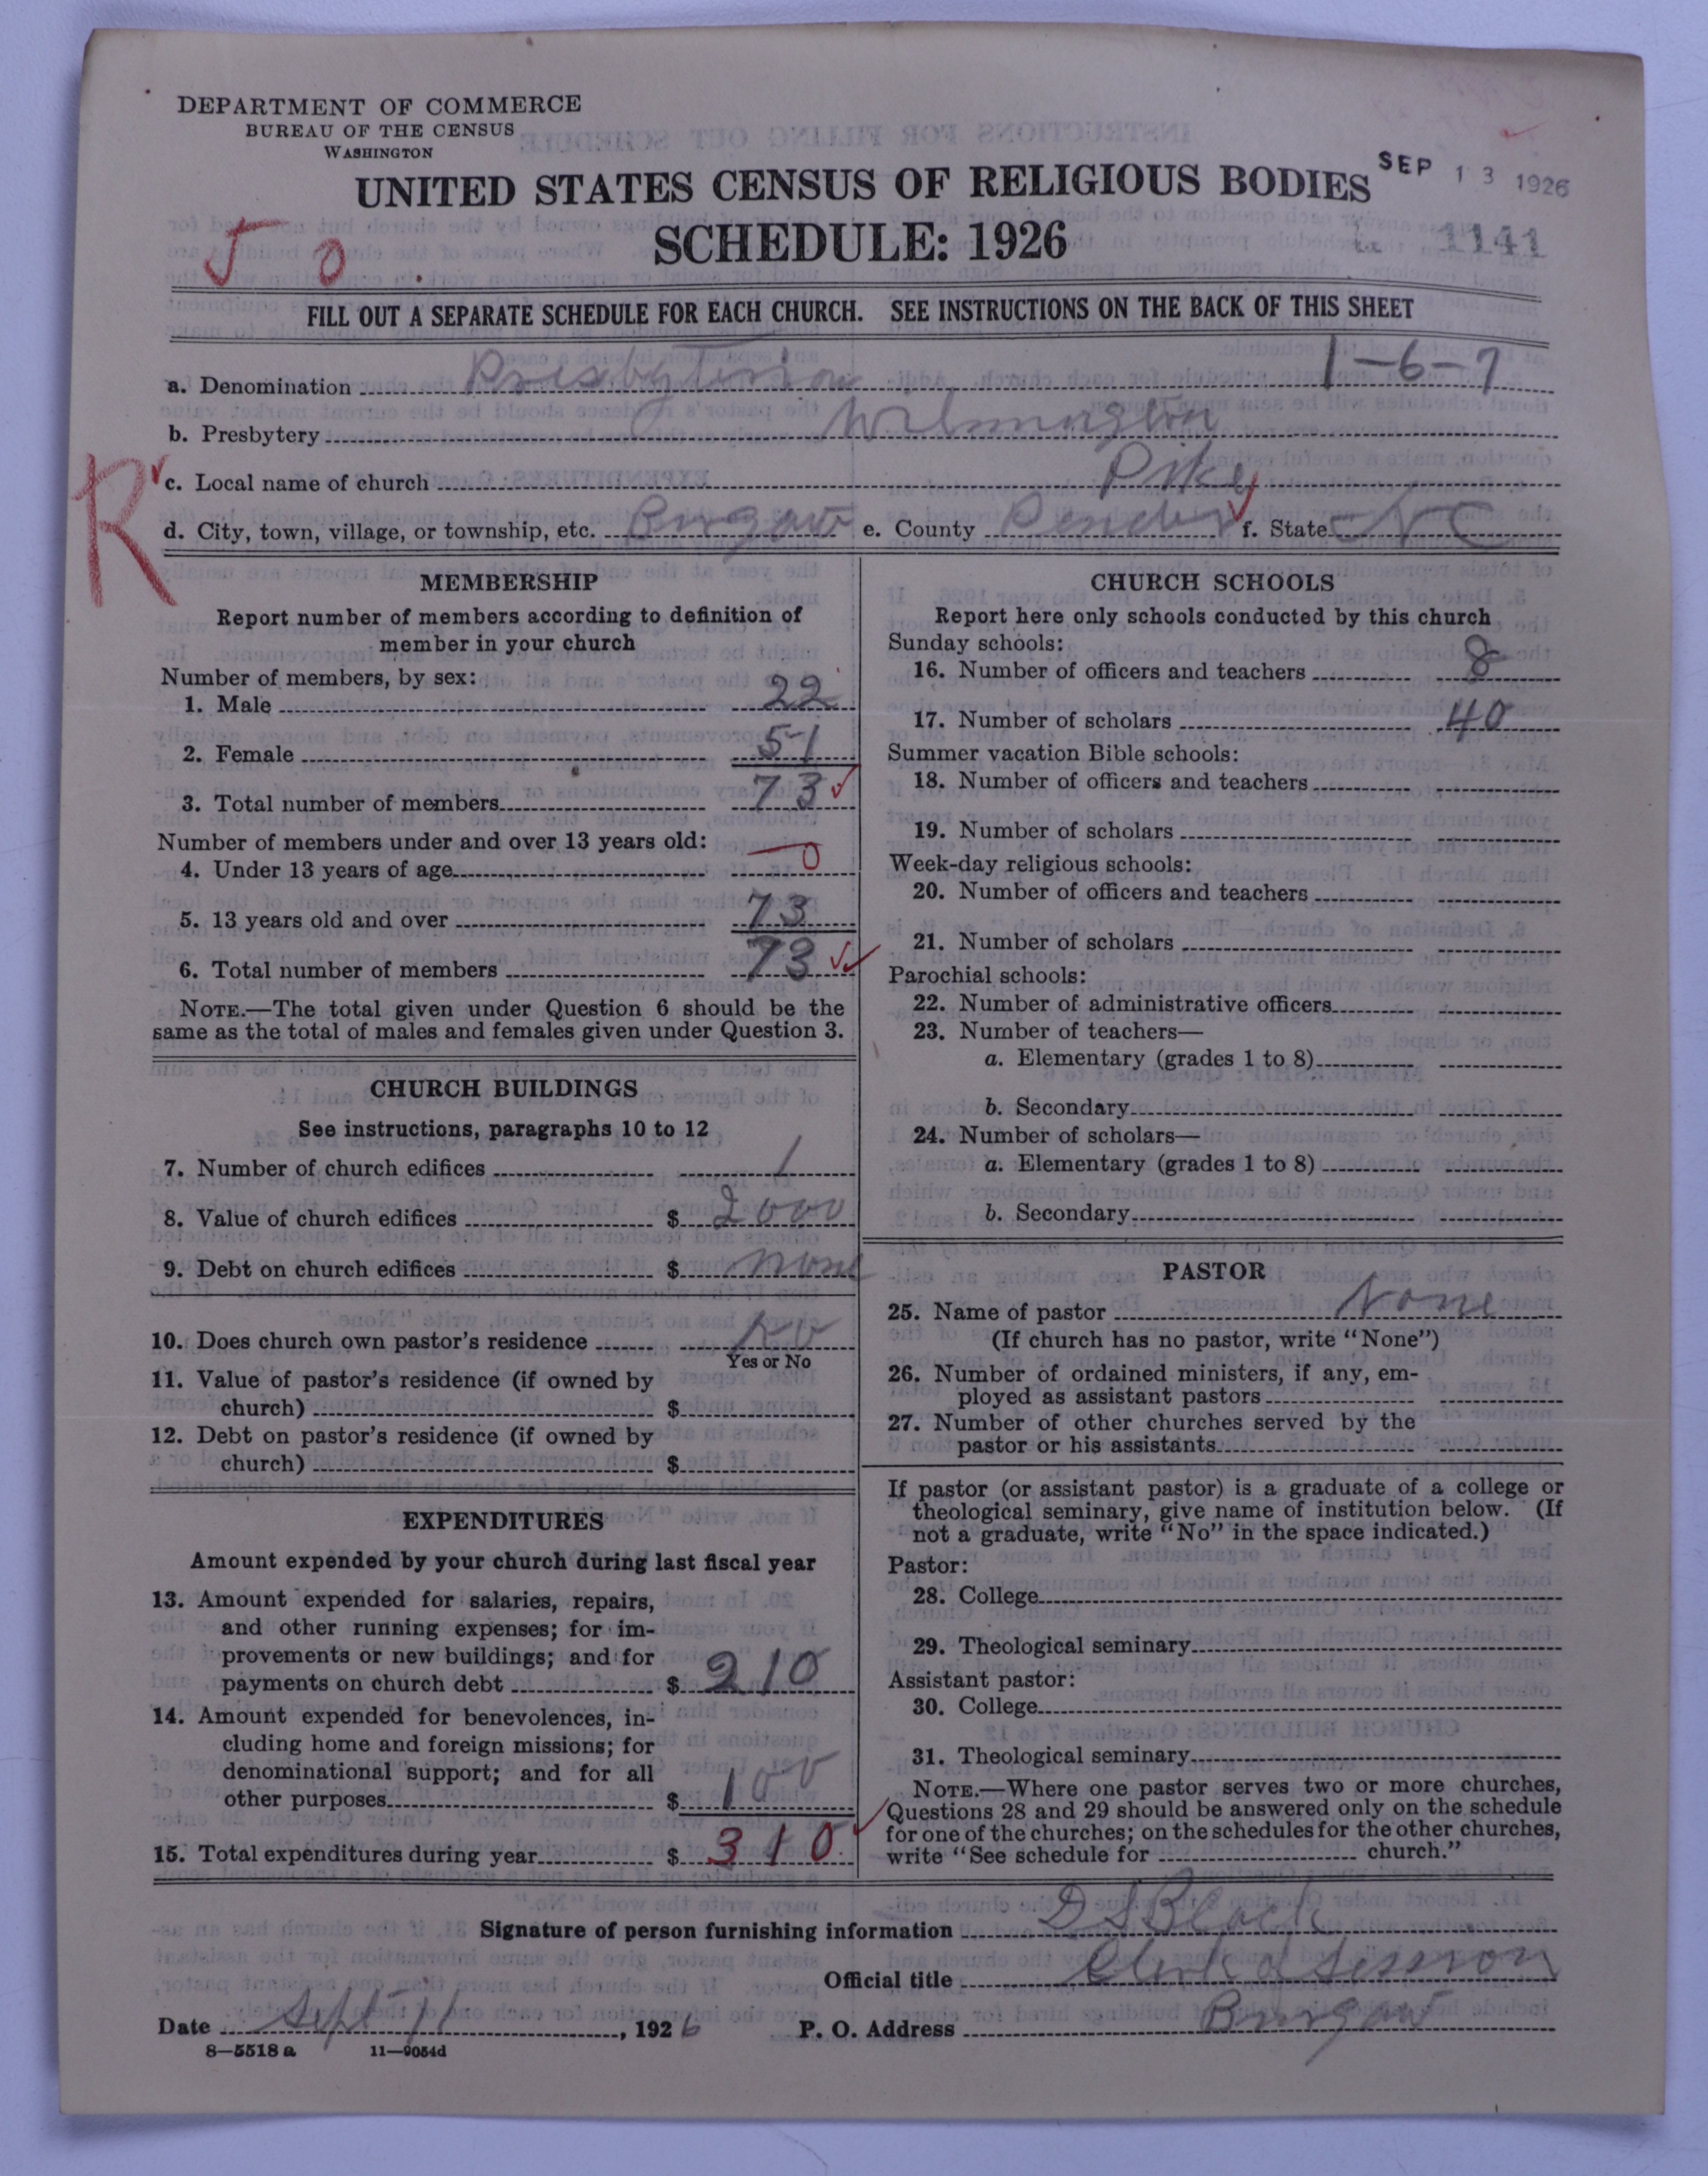 DEPARTMENT OF COMMERCE
BUREAU OF THE CENSUS
WASHINGTON
UNITED STATES CENSUS OF RELIGIOUS BODIES
SEP 13 1926
SCHEDULE: 1926
1141
5 0
FILL OUT A SEPARATE SCHEDULE FOR EACH CHURCH. SEE INSTRUCTIONS ON THE BACK OF THIS SHEET
a. Denomination Presbyterian 1-6-7
b. Presbytery Wilmington
R
c. Local name of church Pike
d. City, town, village, or township, etc. Burgaw e. County Pender f. State NC
MEMBERSHIP
Report number of members according to definition of
member in your church
Number of members, by sex:
1. Male 22
2. Female 51
3. Total number of members 73
Number of members under and over 13 years old:
4. Under 13 years of age 0
5. 13 years old and over 73
6. Total number of members 73
NOTE.—The total given under Question 6 should be the
same as the total of males and females given under Question 3.
CHURCH BUILDINGS
See instructions, paragraphs 10 to 12
7. Number of church edifices 1
8. Value of church edifices $ 2000
9. Debt on church edifices $ none
10. Does church own pastor's residence No
Yes or No
11. Value of pastor's residence (if owned by
church) $
12. Debt on pastor's residence (if owned by
church) $
EXPENDITURES
Amount expended by your church during last fiscal year
13. Amount expended for salaries, repairs,
and other running expenses; for im-
provements or new buildings; and for
payments on church debt $ 210
14. Amount expended for benevolences, in-
cluding home and foreign missions; for
denominational support; and for all
other purposes $ 100
15. Total expenditures during year $ 310
CHURCH SCHOOLS
Report here only schools conducted by this church
Sunday schools:
16. Number of officers and teachers 8
17. Number of scholars 40
Summer vacation Bible schools:
18. Number of officers and teachers
19. Number of scholars
Week-day religious schools:
20. Number of officers and teachers
21. Number of scholars
Parochial schools:
22. Number of administrative officers
23. Number of teachers—
a. Elementary (grades 1 to 8)
b. Secondary
24. Number of scholars—
a. Elementary (grades 1 to 8)
b. Secondary
PASTOR
25. Name of pastor None
(If church has no pastor, write "None")
26. Number of ordained ministers, if any, em-
ployed as assistant pastors
27. Number of other churches served by the
pastor or his assistants
If pastor (or assistant pastor) is a graduate of a college or
theological seminary, give name of institution below. (If
not a graduate, write "No" in the space indicated.)
Pastor:
28. College
29. Theological seminary
Assistant pastor:
30. College
31. Theological seminary
NOTE.—Where one pastor serves two or more churches,
Questions 28 and 29 should be answered only on the schedule
for one of the churches; on the schedules for the other churches,
write "See schedule for church."
Signature of person furnishing information D S Black
Official title Clerk of Session
Date Sept 11, 1926 P. O. Address Burgaw
8—5518 a 11—9054d